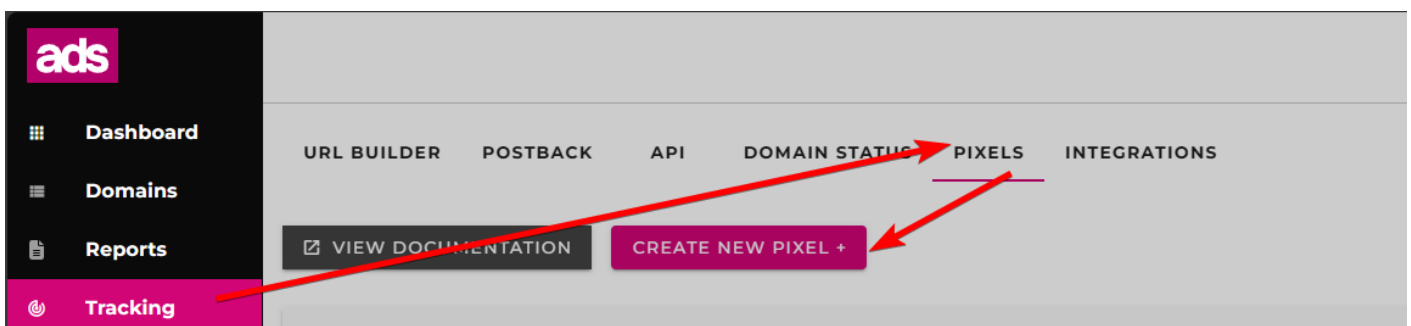 ads
Dashboard
Domains
Reports
Tracking
URL BUILDER POSTBACK API DOMAIN STATUS PIXELS INTEGRATIONS
VIEW DOCUMENTATION CREATE NEW PIXEL +